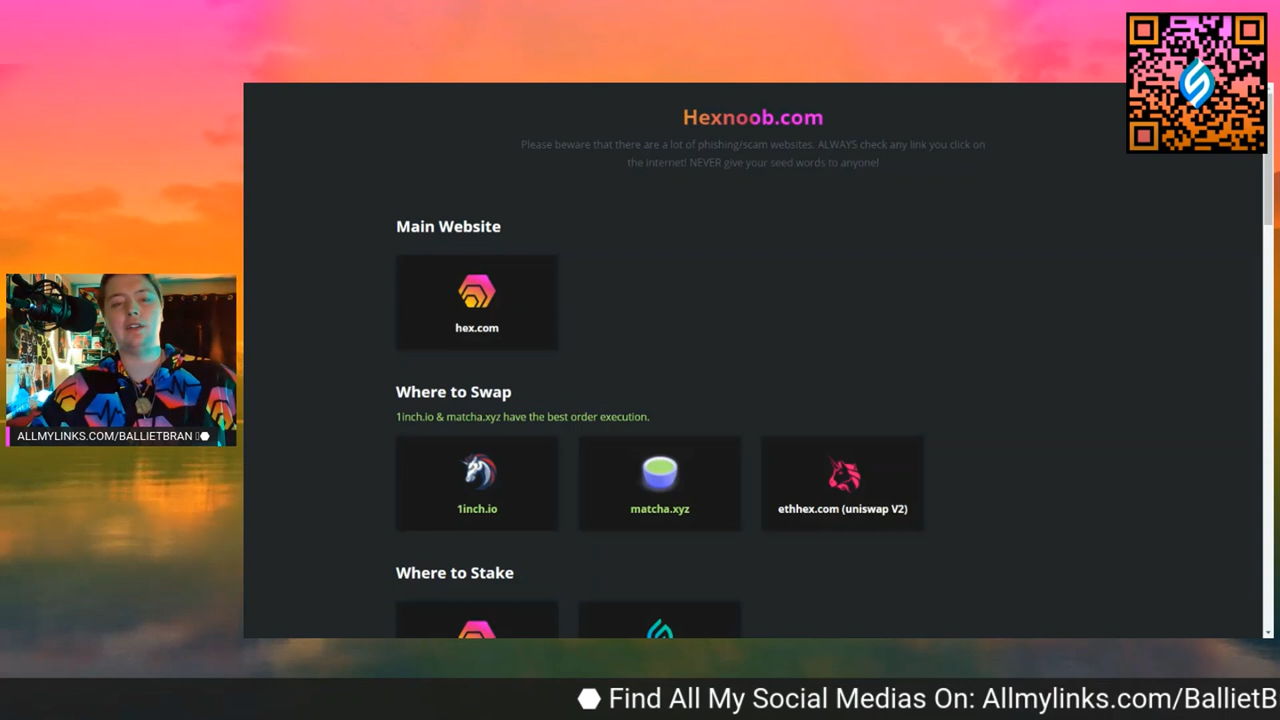 Hexnoob.com
Please beware that there are a lot of phishing/scam websites. ALWAYS check any link you click on
the internet! NEVER give your seed words to anyone!
Main Website
hex.com
Where to Swap
1inch.io & matcha.xyz have the best order execution.
1inch.io
matcha.xyz
ethhex.com (uniswap V2)
Where to Stake
ALLMYLINKS.COM/BALLIETBRAN
Find All My Social Medias On: Allmylinks.com/BallietB